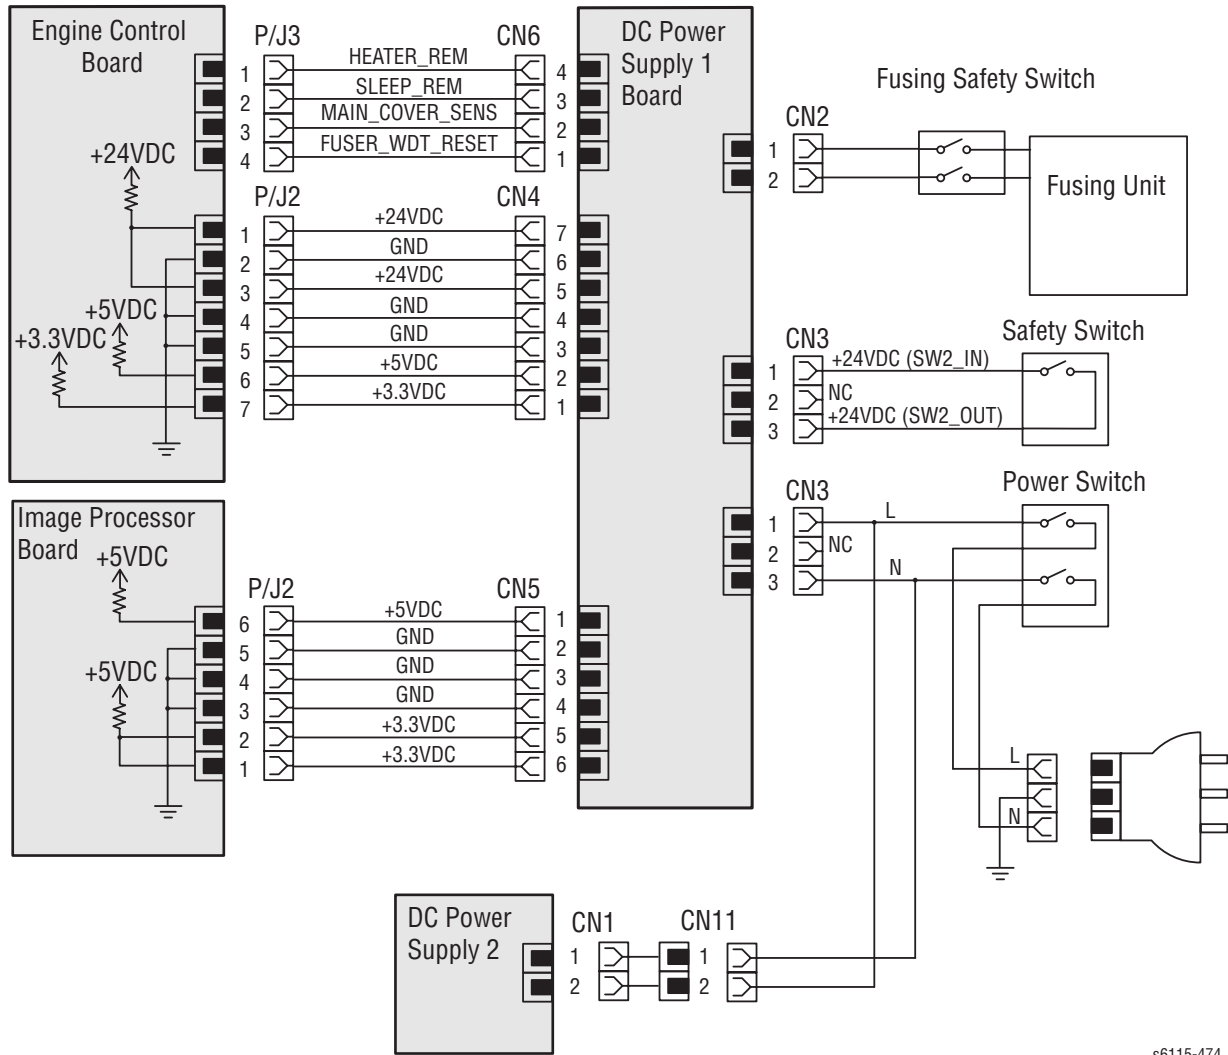 Engine Control
Board
P/J3
CN6
DC Power
Supply 1
Board
1 HEATER_REM 4
2 SLEEP_REM 3
3 MAIN_COVER_SENS 2
4 FUSER_WDT_RESET 1
Fusing Safety Switch
CN2
1
2
Fusing Unit
+24VDC
P/J2
CN4
1 +24VDC 7
2 GND 6
3 +24VDC 5
4 GND 4
5 GND 3
6 +5VDC 2
7 +3.3VDC 1
+5VDC
+3.3VDC
CN3
Safety Switch
1 +24VDC (SW2_IN)
2 NC
3 +24VDC (SW2_OUT)
CN3
Power Switch
1 L
2 NC
3 N
Image Processor
Board
+5VDC
+5VDC
P/J2
CN5
6 +5VDC 1
5 GND 2
4 GND 3
3 GND 4
2 +3.3VDC 5
1 +3.3VDC 6
L
N
DC Power
Supply 2
CN1
CN11
1 1
2 2
s6115-474